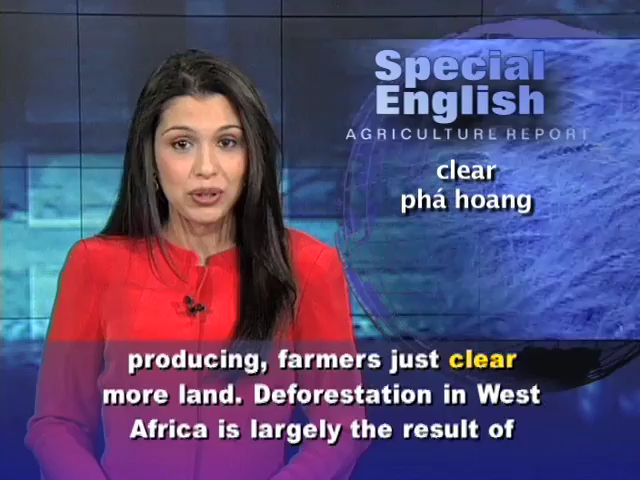 Special
English
AGRICULTURE REPORT
clear
phá hoang
producing, farmers just clear
more land. Deforestation in West
Africa is largely the result of